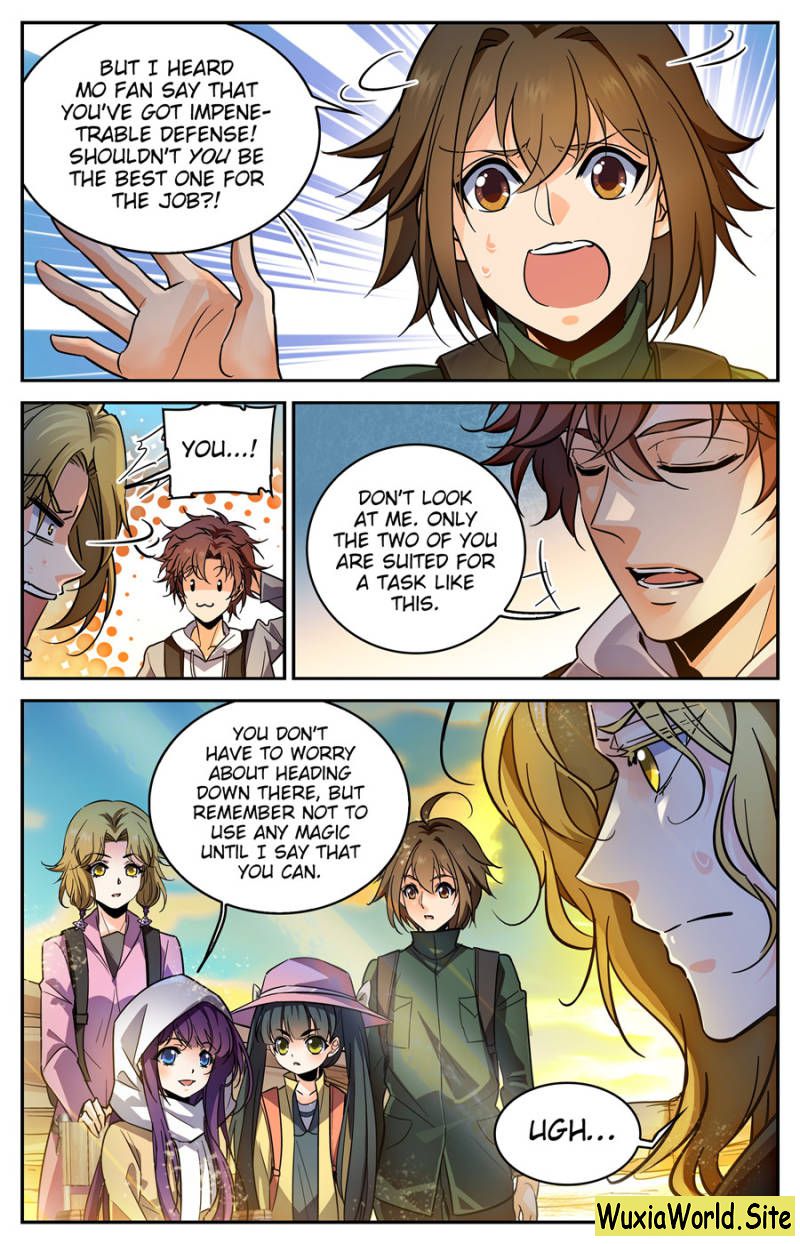 BUT I HEARD
MO FAN SAY THAT
YOU'VE GOT IMPENE-
TRABLE DEFENSE!
SHOULDN'T YOU BE
THE BEST ONE FOR
THE JOB?!
YOU...!
DON'T LOOK
AT ME. ONLY
THE TWO OF YOU
ARE SUITED FOR
A TASK LIKE
THIS.
YOU DON'T
HAVE TO WORRY
ABOUT HEADING
DOWN THERE, BUT
REMEMBER NOT TO
USE ANY MAGIC
UNTIL I SAY THAT
YOU CAN.
UGH...
WuxiaWorld.Site